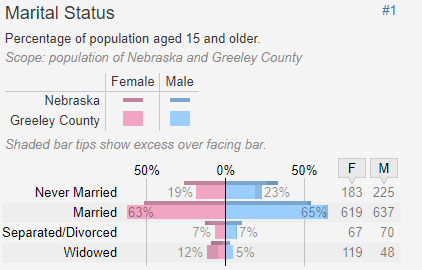 Marital Status #1
Percentage of population aged 15 and older.
Scope: population of Nebraska and Greeley County
Female Male
Nebraska
Greeley County
Shaded bar tips show excess over facing bar.
50% 0% 50% F M
Never Married 19% 23% 183 225
Married 63% 65% 619 637
Separated/Divorced 7% 7% 67 70
Widowed 12% 5% 119 48